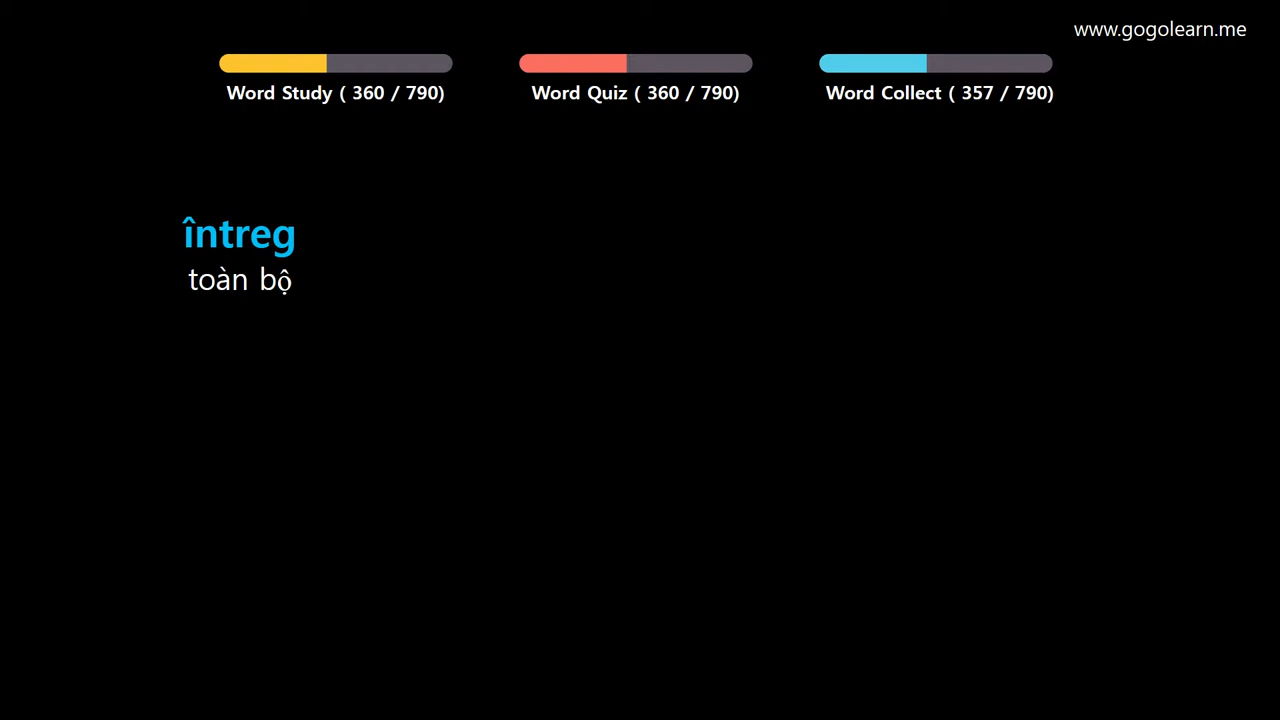 www.gogolearn.me
Word Study ( 360 / 790)
Word Quiz ( 360 / 790)
Word Collect ( 357 / 790)
întreg
toàn bộ